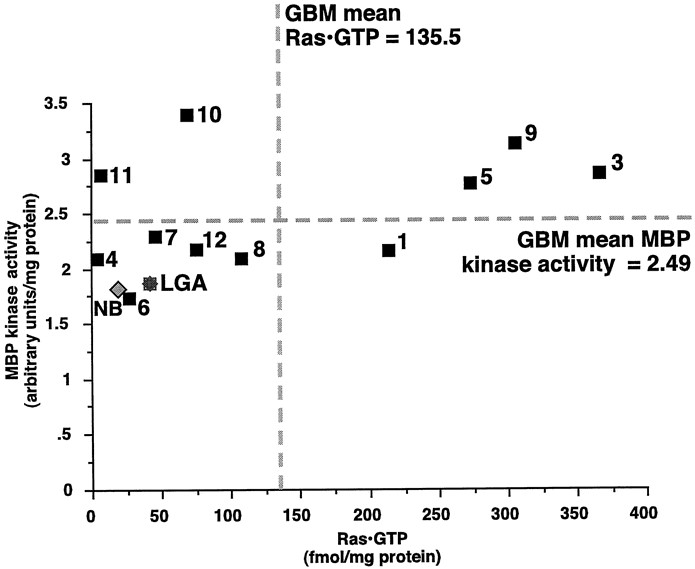 GBM mean
Ras•GTP = 135.5
3.5
3
2.5
2
1.5
1
.5
0
MBP kinase activity
(arbitrary units/mg protein)
10
11
9
3
5
7
12
8
1
4
GBM mean MBP
kinase activity = 2.49
LGA
NB
6
0
50
100
150
200
250
300
350
400
Ras•GTP
(fmol/mg protein)